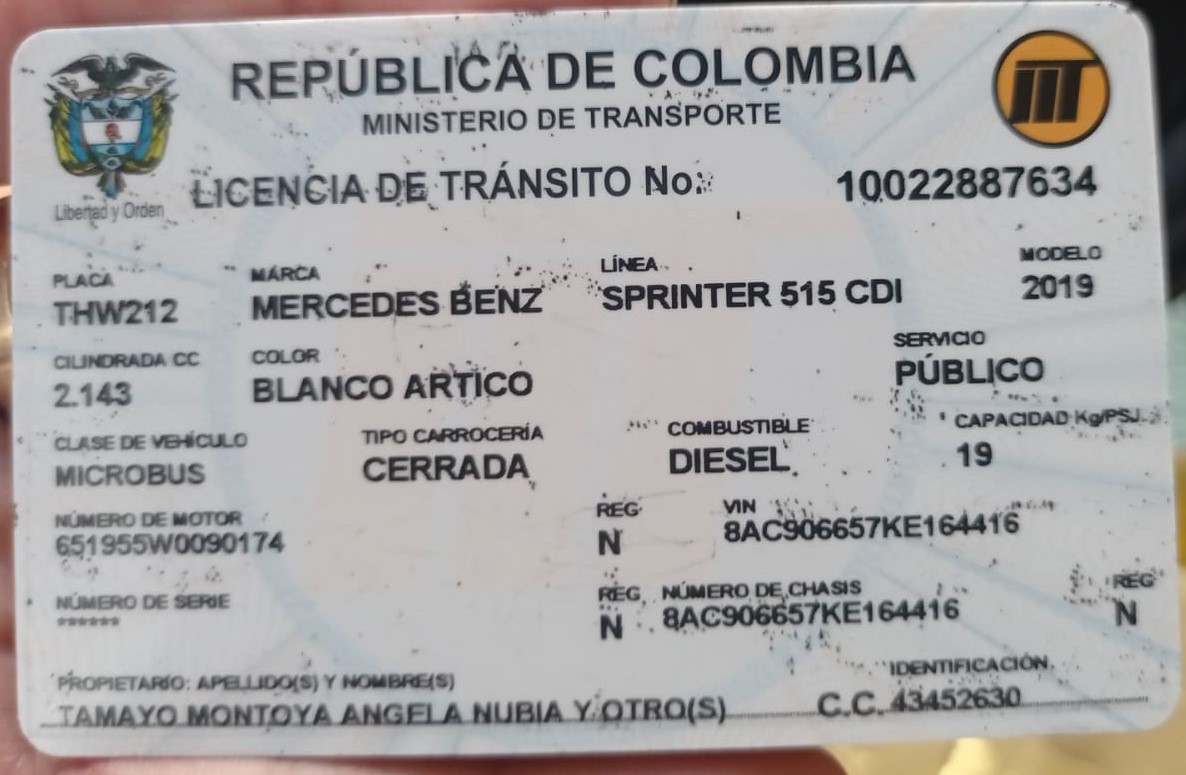 REPÚBLICA DE COLOMBIA
MINISTERIO DE TRANSPORTE
Libertad y Orden
LICENCIA DE TRÁNSITO No. 10022887634
PLACA MARCA LÍNEA MODELO
THW212 MERCEDES BENZ SPRINTER 515 CDI 2019
CILINDRADA CC COLOR SERVICIO
2.143 BLANCO ARTICO PÚBLICO
CLASE DE VEHÍCULO TIPO CARROCERÍA COMBUSTIBLE CAPACIDAD Kg/PSJ
MICROBUS CERRADA DIESEL 19
NÚMERO DE MOTOR REG VIN
651955W0090174 N 8AC906657KE164416
NÚMERO DE SERIE REG NÚMERO DE CHASIS REG
****** N 8AC906657KE164416 N
PROPIETARIO: APELLIDO(S) Y NOMBRE(S) IDENTIFICACIÓN
TAMAYO MONTOYA ANGELA NUBIA Y OTRO(S) C.C. 43452630